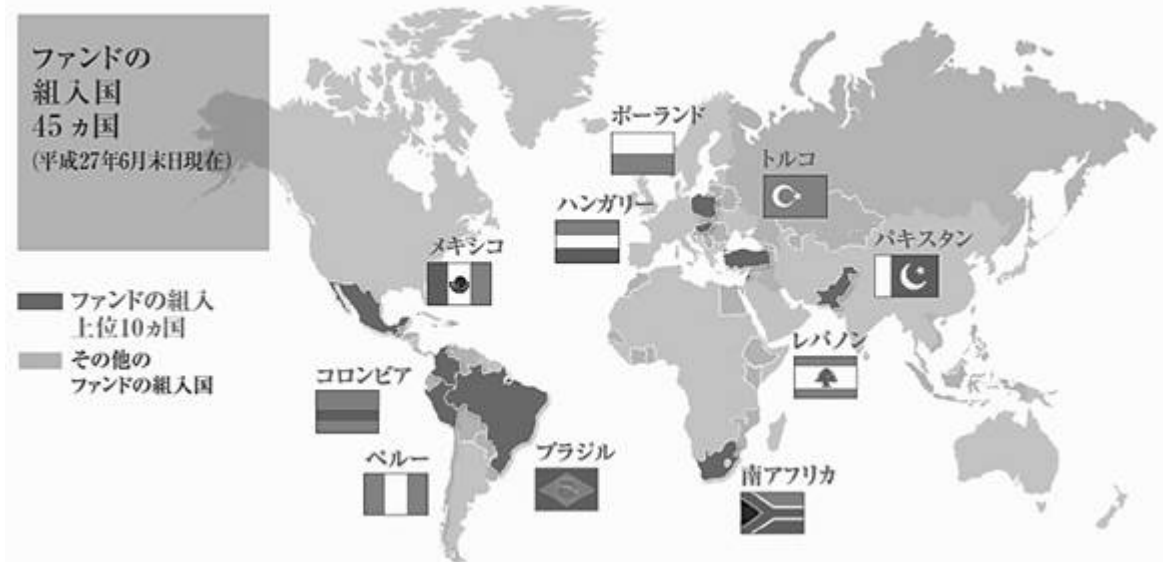 ファンドの
組入国
45ヵ国
(平成27年6月末日現在)
ファンドの組入
上位10ヵ国
その他の
ファンドの組入国
ポーランド
トルコ
ハンガリー
パキスタン
メキシコ
レバノン
コロンビア
ペルー
ブラジル
南アフリカ